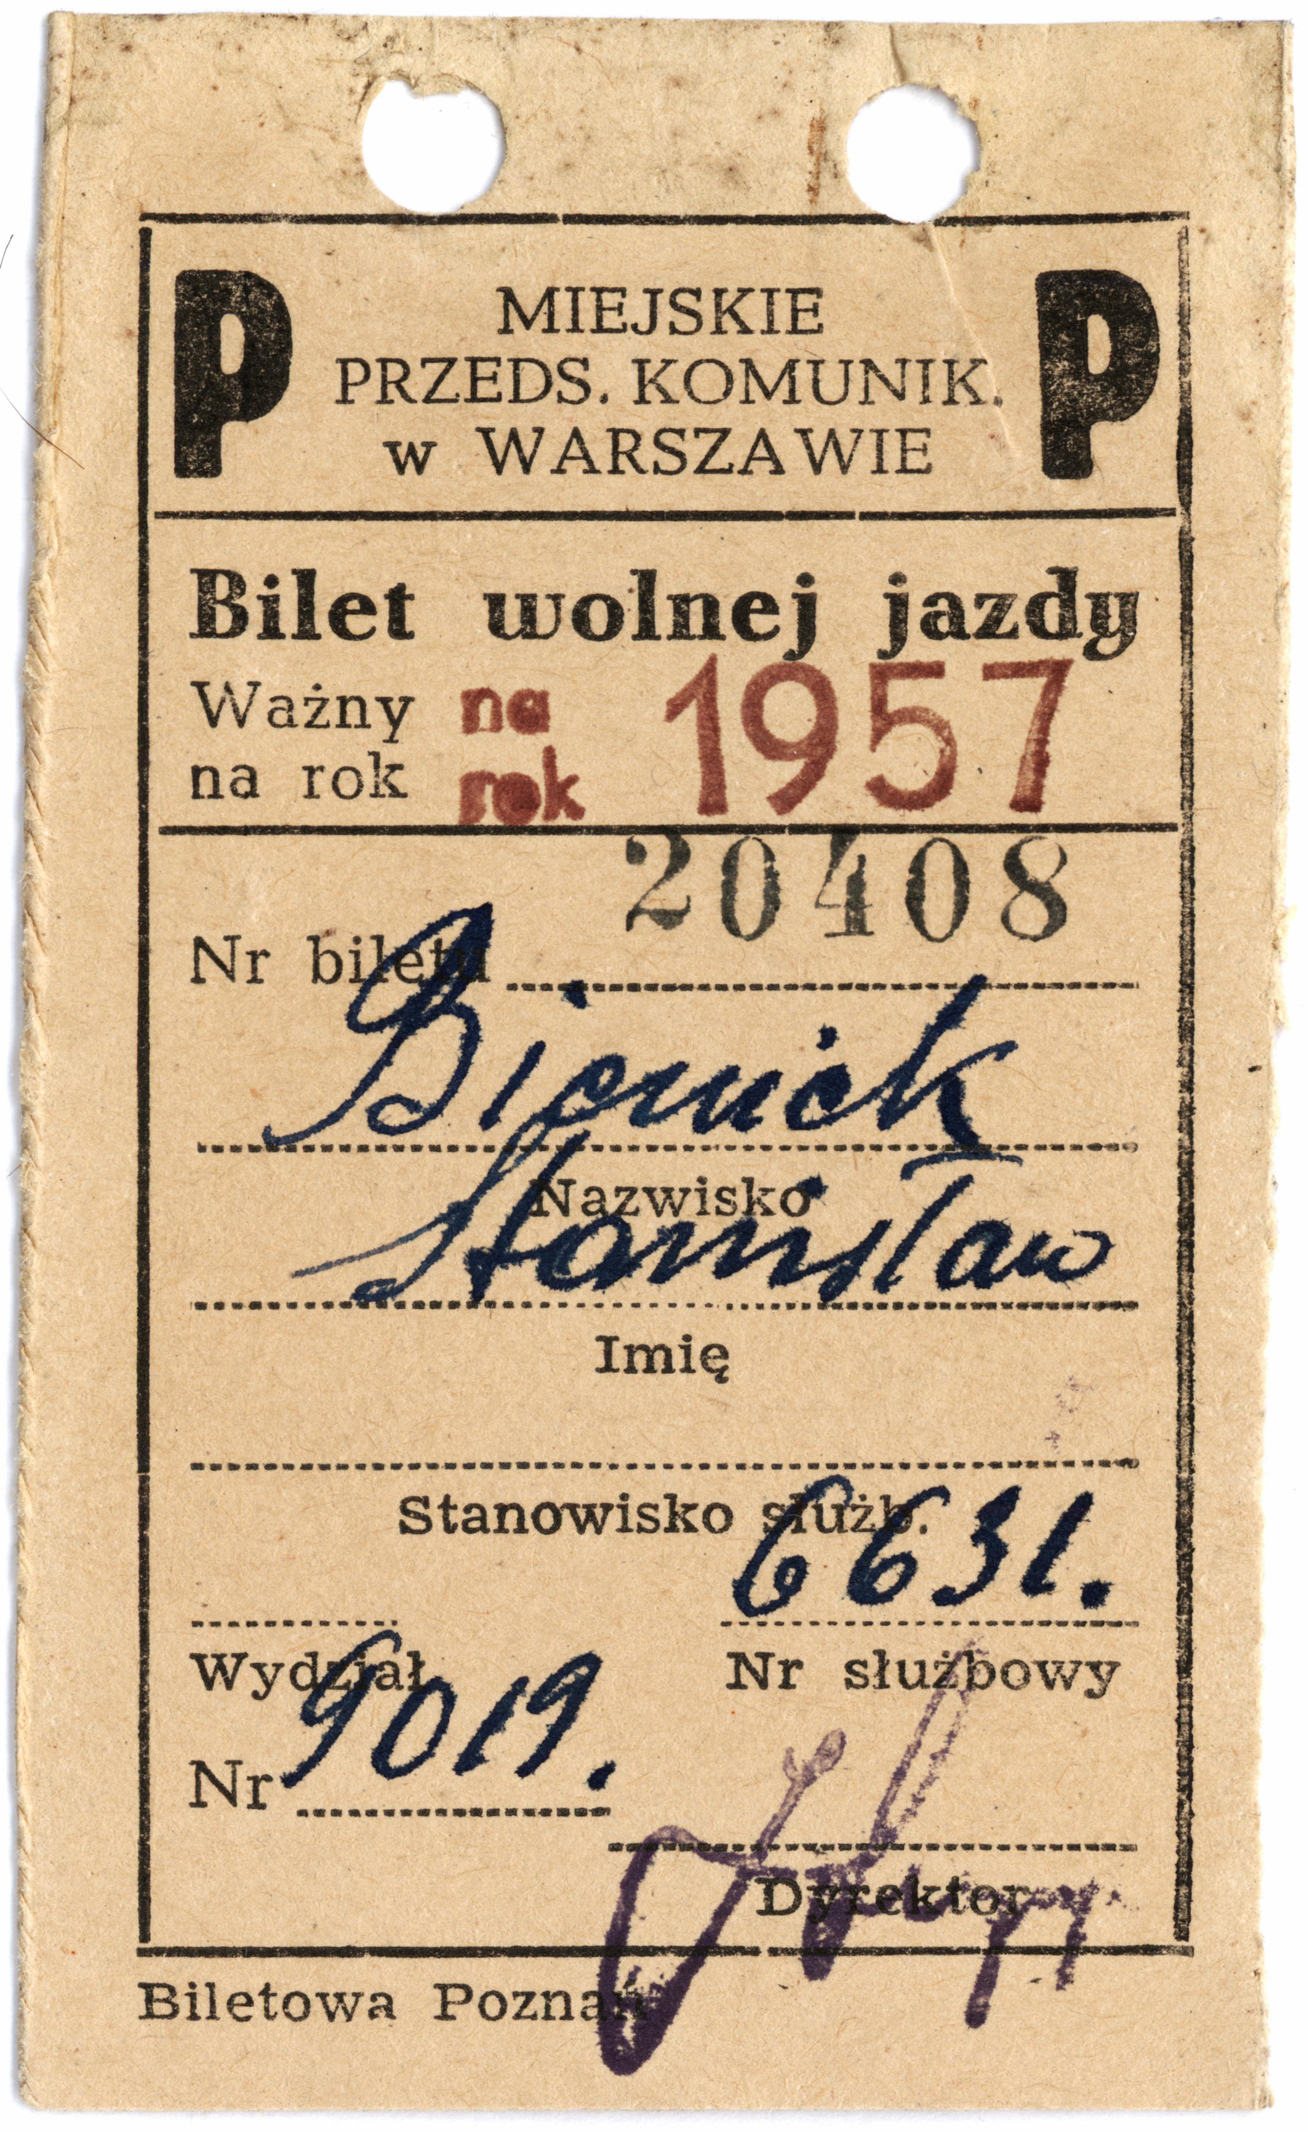 P MIEJSKIE P
PRZEDS. KOMUNIK.
w WARSZAWIE
Bilet wolnej jazdy
Ważny na 1957
na rok rok
20408
Nr biletu
Bieniek
Nazwisko
Stanisław
Imię
Stanowisko służb.
6631.
Wydział Nr służbowy
Nr 9019.
Dyrektor
Biletowa Poznań